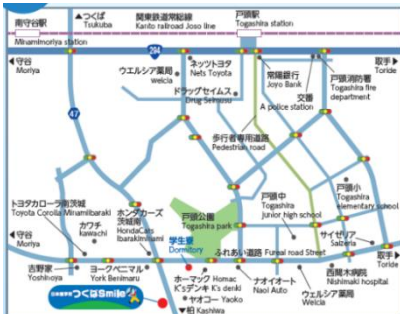 南守谷駅
Minamimoriya station
▲つくば
Tsukuba
関東鉄道常総線
Kanto railroad Joso line
戸頭駅
Togashira station
◀守谷
Moriya
294
ネッツトヨタ
Nets Toyota
ウエルシア薬局
welcia
ドラッグセイムス
Drug Seimusu
常陽銀行
Joyo Bank
交番
A police station
戸頭消防署
Togashira fire
department
取手▶
Toride
47
歩行者専用道路
Pedestrian road
トヨタカローラ南茨城
Toyota Corolla Minamiibaraki
カワチ
kawachi
ホンダカーズ
茨城南
HondaCars
Ibarakiminami
戸頭公園
Togashira park
戸頭中
Togashira
junior high school
戸頭小
Togashira
elementary school
◀守谷
Moriya
学生寮
Dormitory
ふれあい道路 Fureai road Street
サイゼリア
Saizeria
取手▶
Toride
吉野家
Yoshinoya
ヨークベニマル
York Benimaru
ホーマック Homac
K'sデンキ K's denki
ヤオコー Yaoko
▼柏 Kashiwa
ナオイオート
Naoi Auto
ウェルシア薬局
Welcia
西間木病院
Nishimaki hospital
つくばSmile